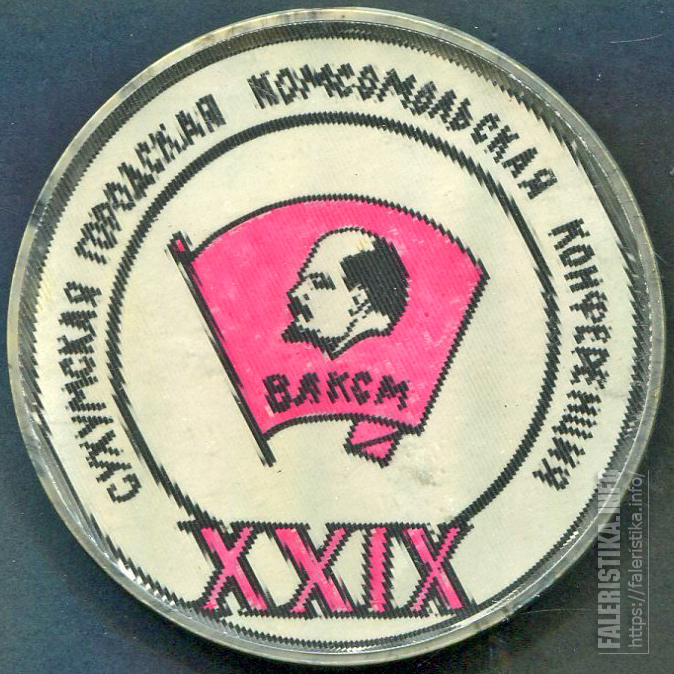 СУХУМСКАЯ ГОРОДСКАЯ КОМСОМОЛЬСКАЯ КОНФЕРЕНЦИЯ
ВЛКСМ
XXIX
FALERISTIKA.INFO
https://faleristika.info/